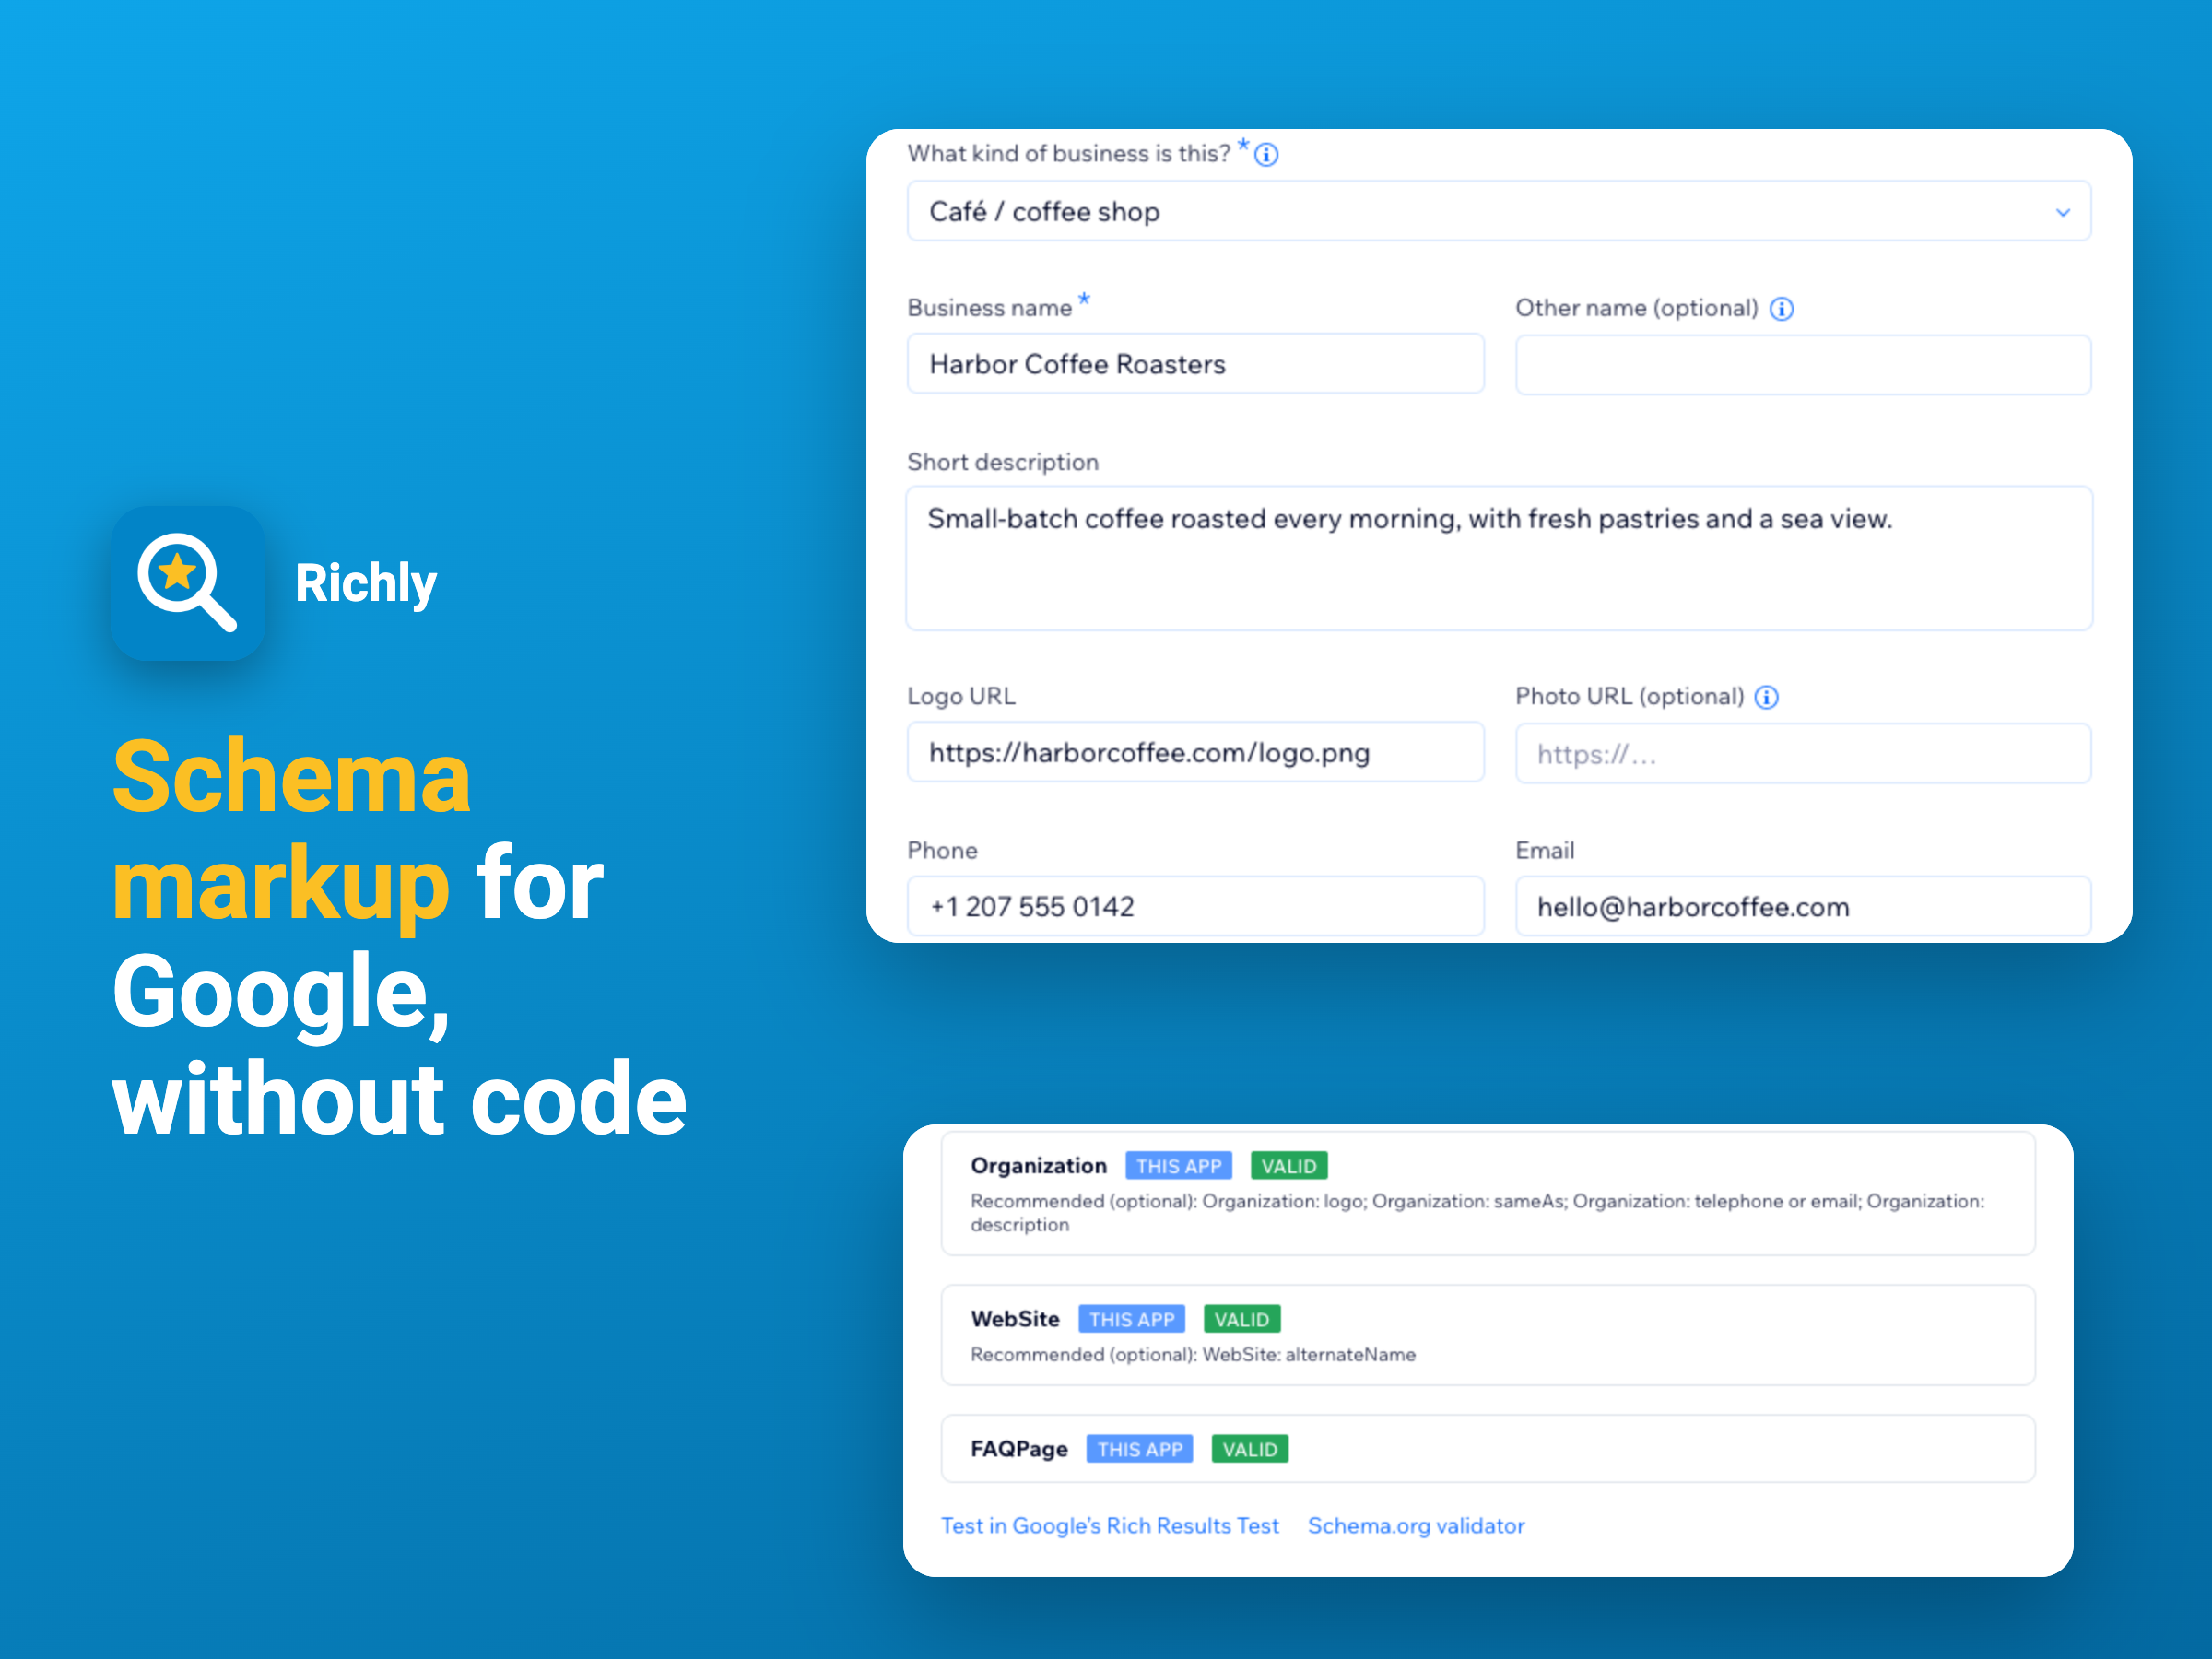 Richly
Schema
markup for
Google,
without code
What kind of business is this? *
Café / coffee shop
Business name *
Other name (optional)
Harbor Coffee Roasters
Short description
Small-batch coffee roasted every morning, with fresh pastries and a sea view.
Logo URL
Photo URL (optional)
https://harborcoffee.com/logo.png
https://...
Phone
Email
+1 207 555 0142
hello@harborcoffee.com
Organization THIS APP VALID
Recommended (optional): Organization: logo; Organization: sameAs; Organization: telephone or email; Organization:
description
WebSite THIS APP VALID
Recommended (optional): WebSite: alternateName
FAQPage THIS APP VALID
Test in Google's Rich Results Test Schema.org validator